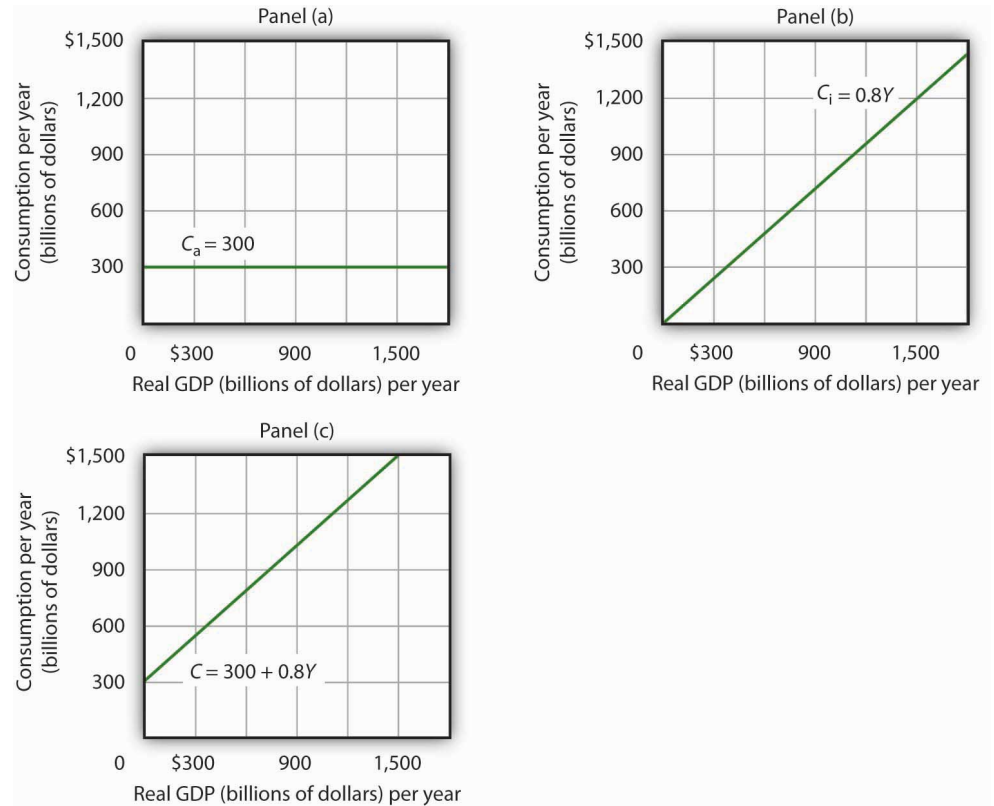 Panel (a)
Consumption per year
(billions of dollars)
$1,500
1,200
900
600
300
Cₐ = 300
0 $300 900 1,500
Real GDP (billions of dollars) per year
Panel (b)
Consumption per year
(billions of dollars)
$1,500
1,200
900
600
300
Cᵢ = 0.8Y
0 $300 900 1,500
Real GDP (billions of dollars) per year
Panel (c)
Consumption per year
(billions of dollars)
$1,500
1,200
900
600
300
C = 300 + 0.8Y
0 $300 900 1,500
Real GDP (billions of dollars) per year